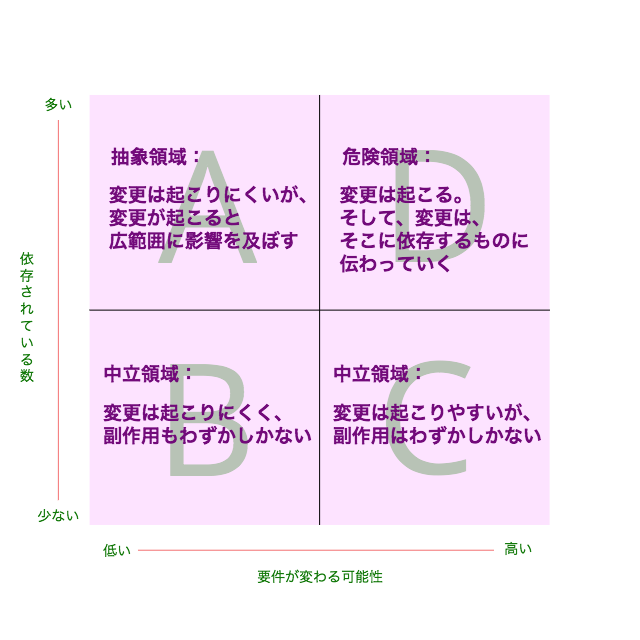 多い
A
抽象領域：
変更は起こりにくいが、
変更が起こると
広範囲に影響を及ぼす
D
危険領域：
変更は起こる。
そして、変更は、
そこに依存するものに
伝わっていく
依存されている数
B
中立領域：
変更は起こりにくく、
副作用もわずかしかない
C
中立領域：
変更は起こりやすいが、
副作用はわずかしかない
少ない
低い
高い
要件が変わる可能性